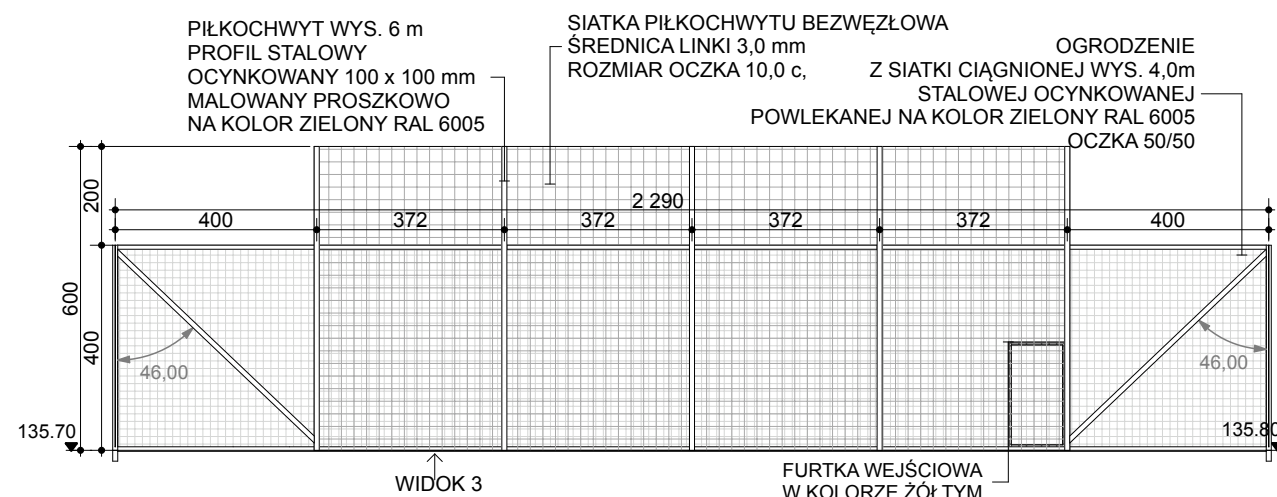 PIŁKOCHWYT WYS. 6 m
PROFIL STALOWY
OCYNKOWANY 100 x 100 mm
MALOWANY PROSZKOWO
NA KOLOR ZIELONY RAL 6005
SIATKA PIŁKOCHWYTU BEZWĘZŁOWA
ŚREDNICA LINKI 3,0 mm
ROZMIAR OCZKA 10,0 c,
OGRODZENIE
Z SIATKI CIĄGNIONEJ WYS. 4,0m
STALOWEJ OCYNKOWANEJ
POWLEKANEJ NA KOLOR ZIELONY RAL 6005
OCZKA 50/50
200
2 290
400
372
372
372
372
400
600
400
46,00
46,00
135.70
135.80
WIDOK 3
FURTKA WEJŚCIOWA
W KOLORZE ŻÓŁTYM